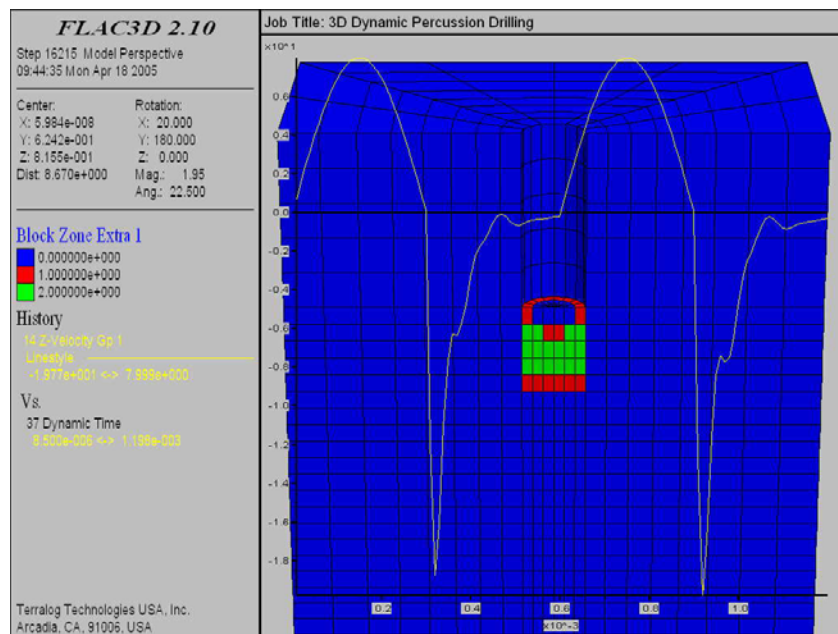 FLAC3D 2.10
Step 16215 Model Perspective
09:44:35 Mon Apr 18 2005
Center:
X: 5.984e-008
Y: 6.242e-001
Z: 8.155e-001
Dist: 8.670e+000
Rotation:
X: 20.000
Y: 180.000
Z: 0.000
Mag.: 1.95
Ang.: 22.500
Block Zone Extra 1
0.000000e+000
1.000000e+000
2.000000e+000
History
14 Z-Velocity Gp 1
Linestyle
-1.977e+001 <-> 7.999e+000
Vs.
37 Dynamic Time
8.500e-006 <-> 1.198e-003
Terralog Technologies USA, Inc.
Arcadia, CA, 91006, USA
Job Title: 3D Dynamic Percussion Drilling
x10^1
0.6
0.4
0.2
0.0
-0.2
-0.4
-0.6
-0.8
-1.0
-1.2
-1.4
-1.6
-1.8
0.2 0.4 0.6 0.8 1.0
x10^-3